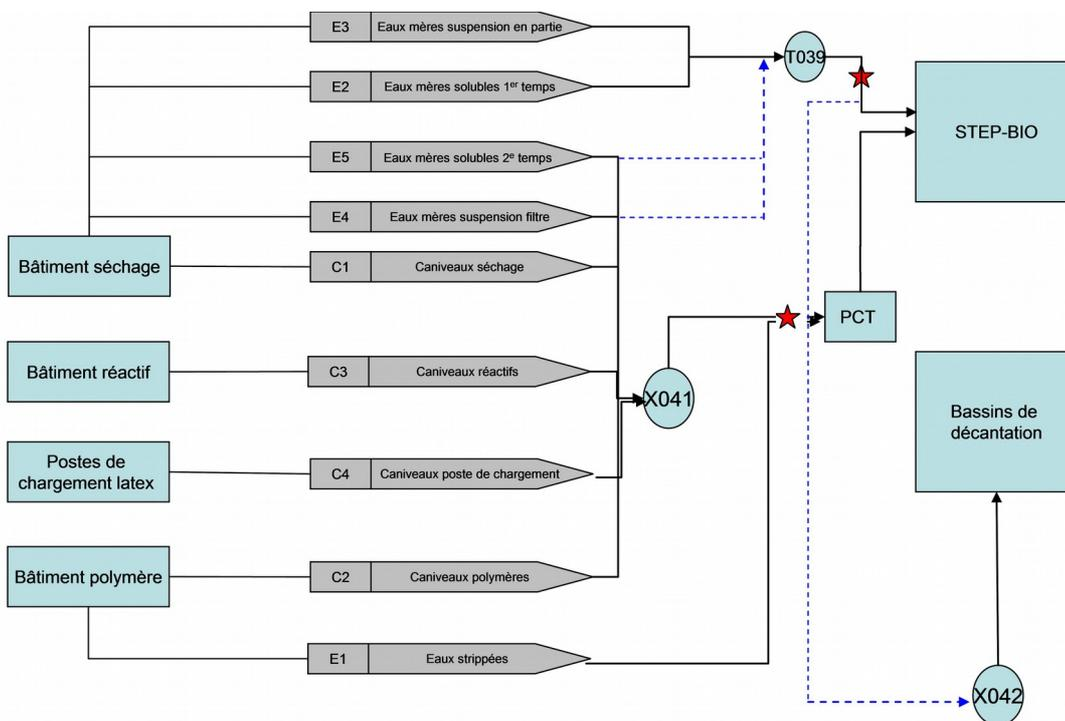 E3 Eaux mères suspension en partie
T039
E2 Eaux mères solubles 1er temps
STEP-BIO
E5 Eaux mères solubles 2e temps
E4 Eaux mères suspension filtre
Bâtiment séchage
C1 Caniveaux séchage
PCT
Bâtiment réactif
C3 Caniveaux réactifs
X041
Bassins de
décantation
Postes de
chargement latex
C4 Caniveaux poste de chargement
Bâtiment polymère
C2 Caniveaux polymères
E1 Eaux strippées
X042